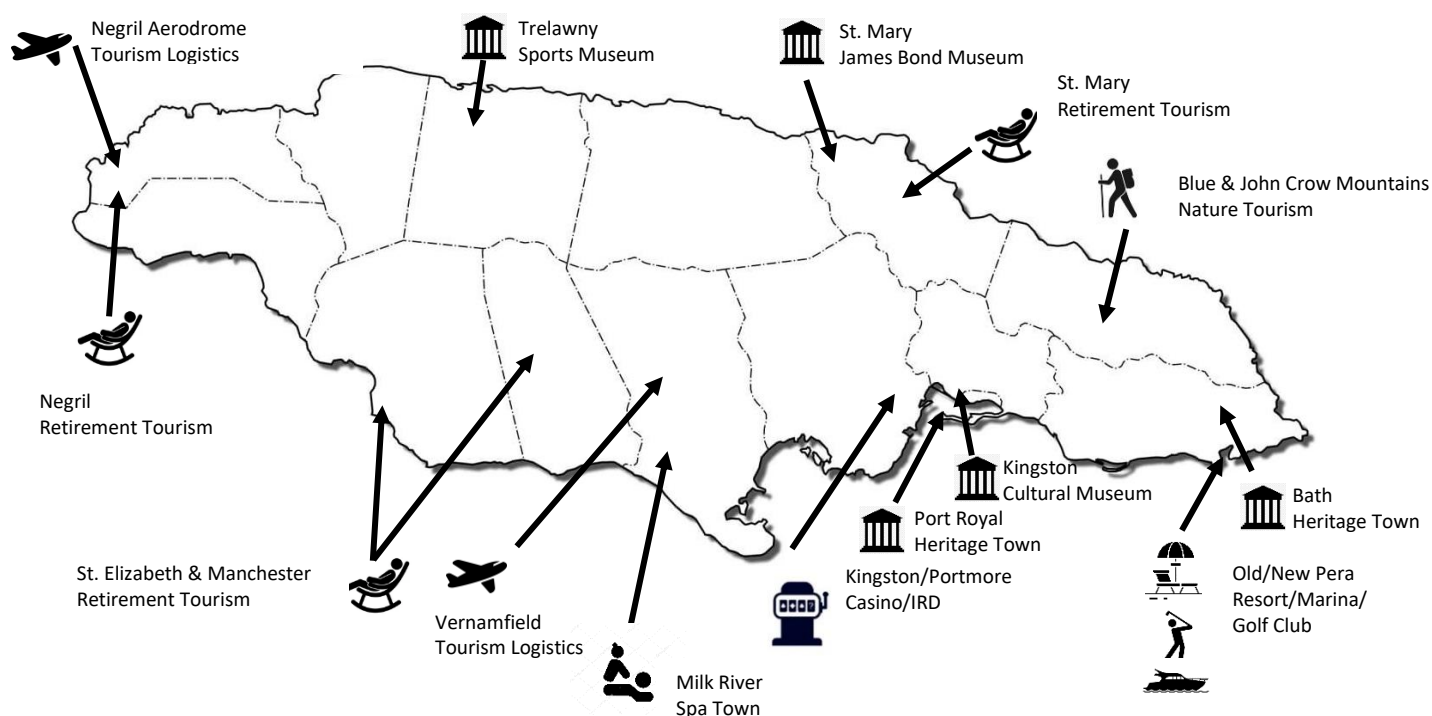 Negril Aerodrome
Tourism Logistics
Trelawny
Sports Museum
St. Mary
James Bond Museum
St. Mary
Retirement Tourism
Blue & John Crow Mountains
Nature Tourism
Negril
Retirement Tourism
Kingston
Cultural Museum
Bath
Heritage Town
Port Royal
Heritage Town
St. Elizabeth & Manchester
Retirement Tourism
Kingston/Portmore
Casino/IRD
Old/New Pera
Resort/Marina/
Golf Club
Vernamfield
Tourism Logistics
Milk River
Spa Town